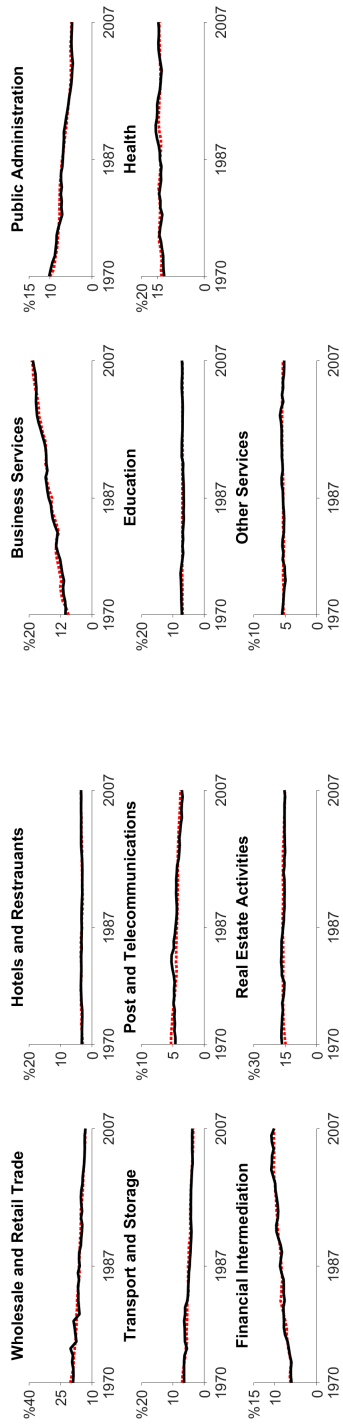 Wholesale and Retail Trade
%40
25
10
1970 1987 2007
Hotels and Restrauants
%20
10
0
1970 1987 2007
Business Services
%20
12
0
1970 1987 2007
Public Administration
%15
10
0
1970 1987 2007
Transport and Storage
%20
10
0
1970 1987 2007
Post and Telecommunications
%10
5
0
1970 1987 2007
Education
%20
10
0
1970 1987 2007
Health
%20
15
0
1970 1987 2007
Financial Intermediation
%15
10
0
1970 1987 2007
Real Estate Activities
%30
15
0
1970 1987 2007
Other Services
%10
5
0
1970 1987 2007